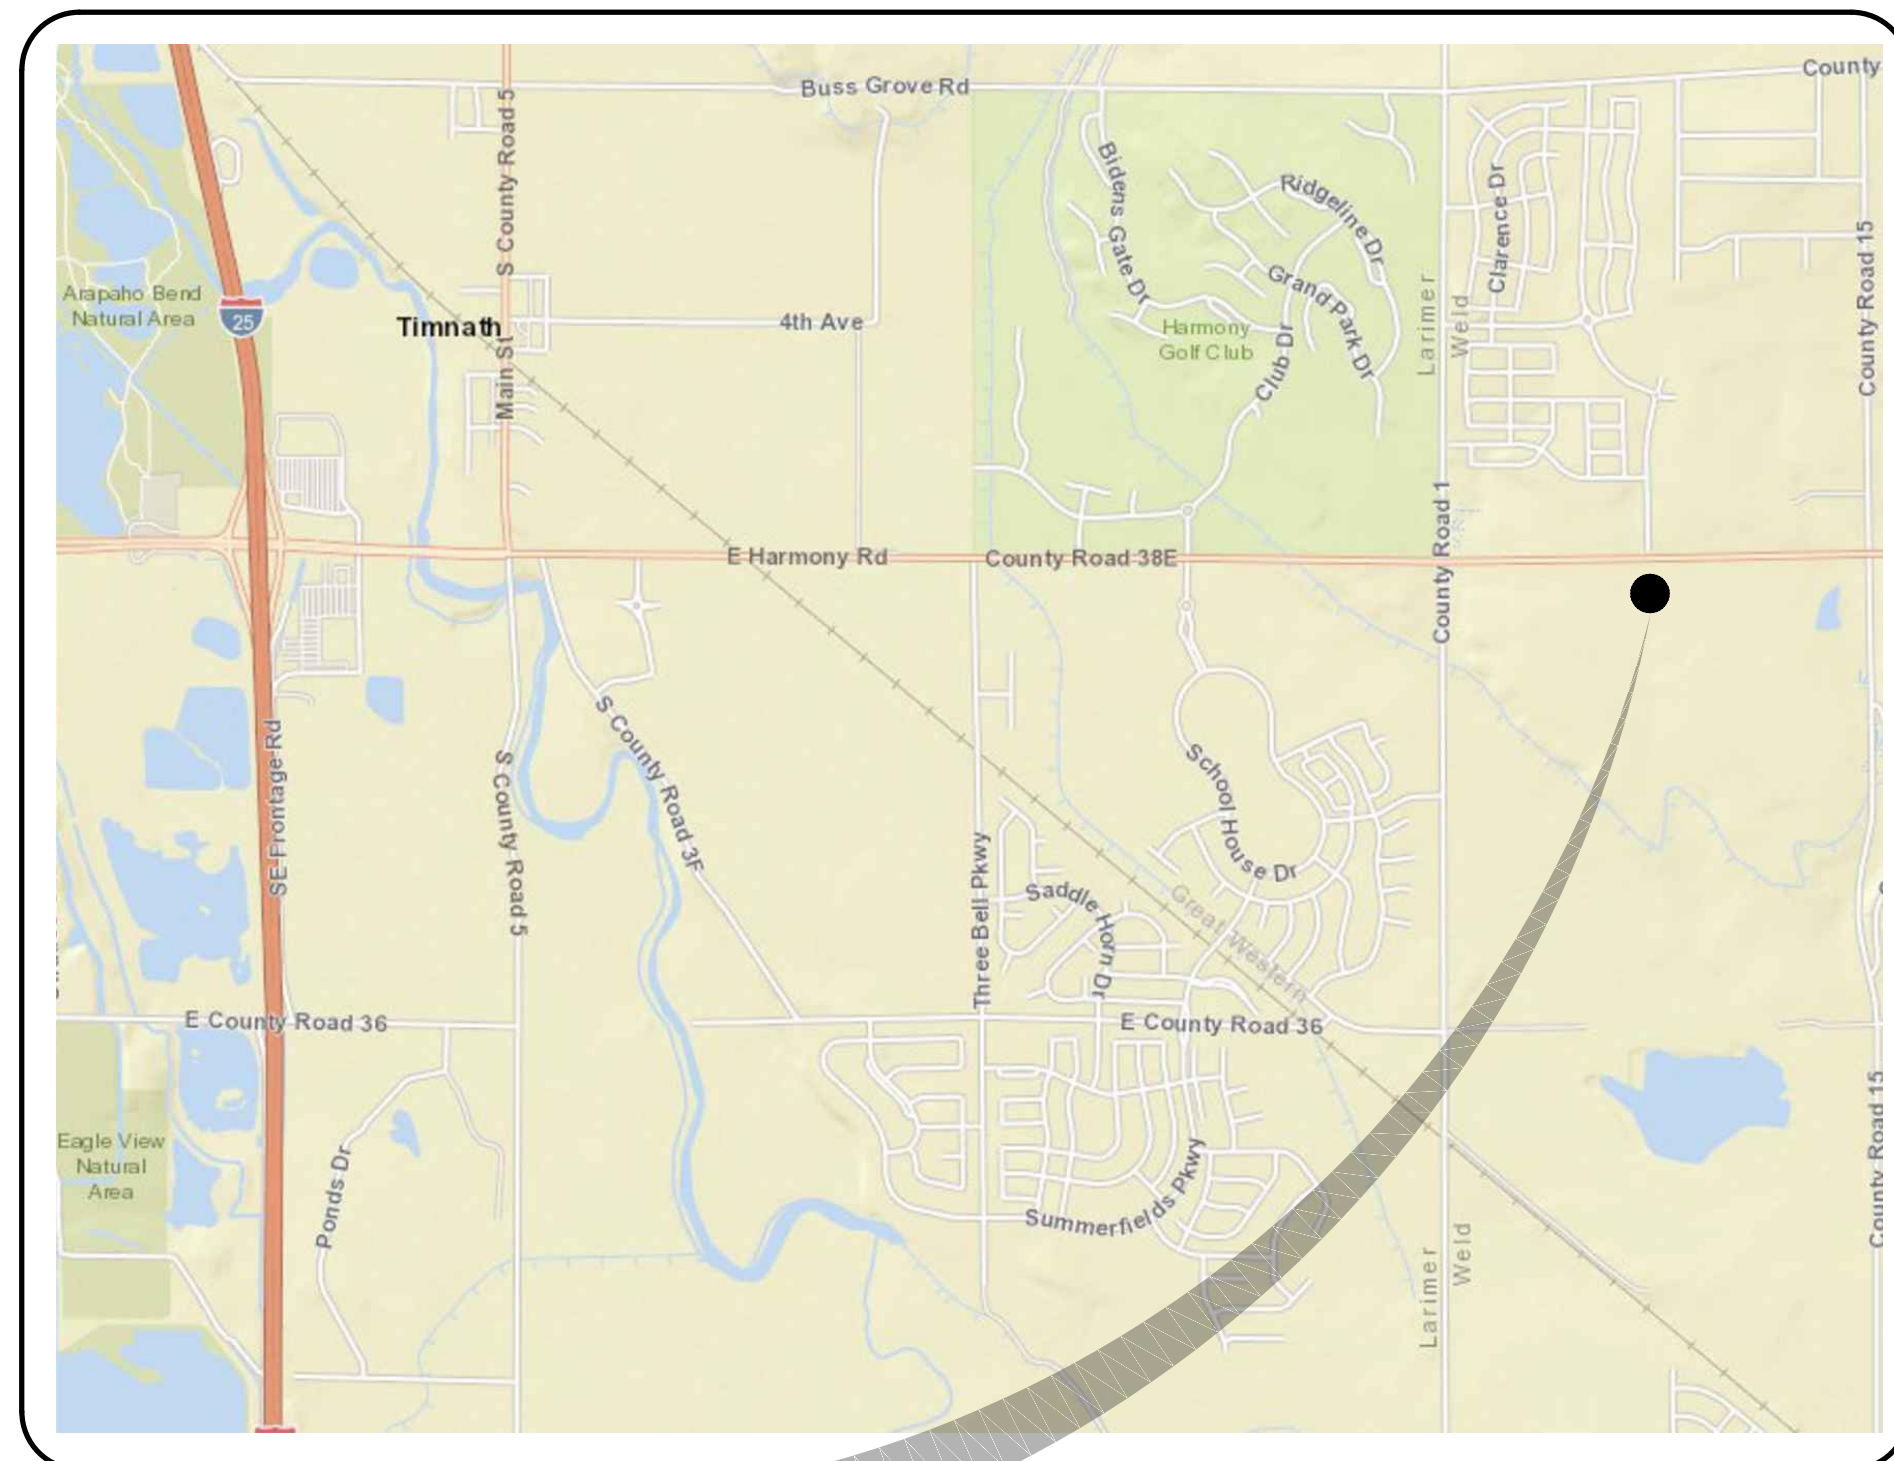 County
Buss Grove Rd
S County Road 5
Bidens Gate Dr
Ridgeline Dr
Clarence Dr
County Road 15
Arapaho Bend
Natural Area
25
Timnath
4th Ave
Grand Park Dr
Harmony
Golf Club
Larimer
Weld
Main St
Club Dr
County Road 1
E Harmony Rd
County Road 38E
SE Frontage Rd
S County Road 5
S County Road 3F
School House Dr
Three Bell Pkwy
Saddle Horn Dr
Great Western
E County Road 36
E County Road 36
Eagle View
Natural
Area
Ponds Dr
Summerfields Pkwy
County Road 15
Larimer
Weld